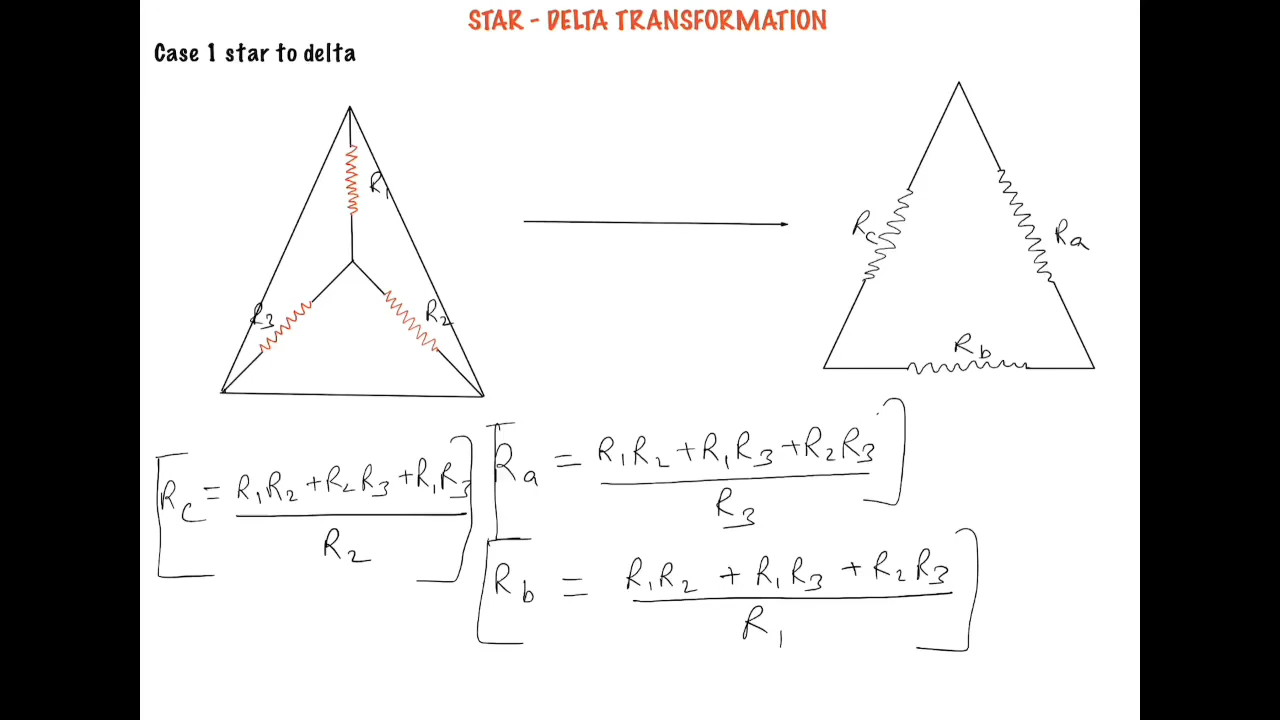 STAR - DELTA TRANSFORMATION
Case 1 star to delta
R1
R3
R2
Rc
Ra
Rb
Rc = R1R2 + R2R3 + R1R3
R2
Ra = R1R2 + R1R3 + R2R3
R3
Rb = R1R2 + R1R3 + R2R3
R1